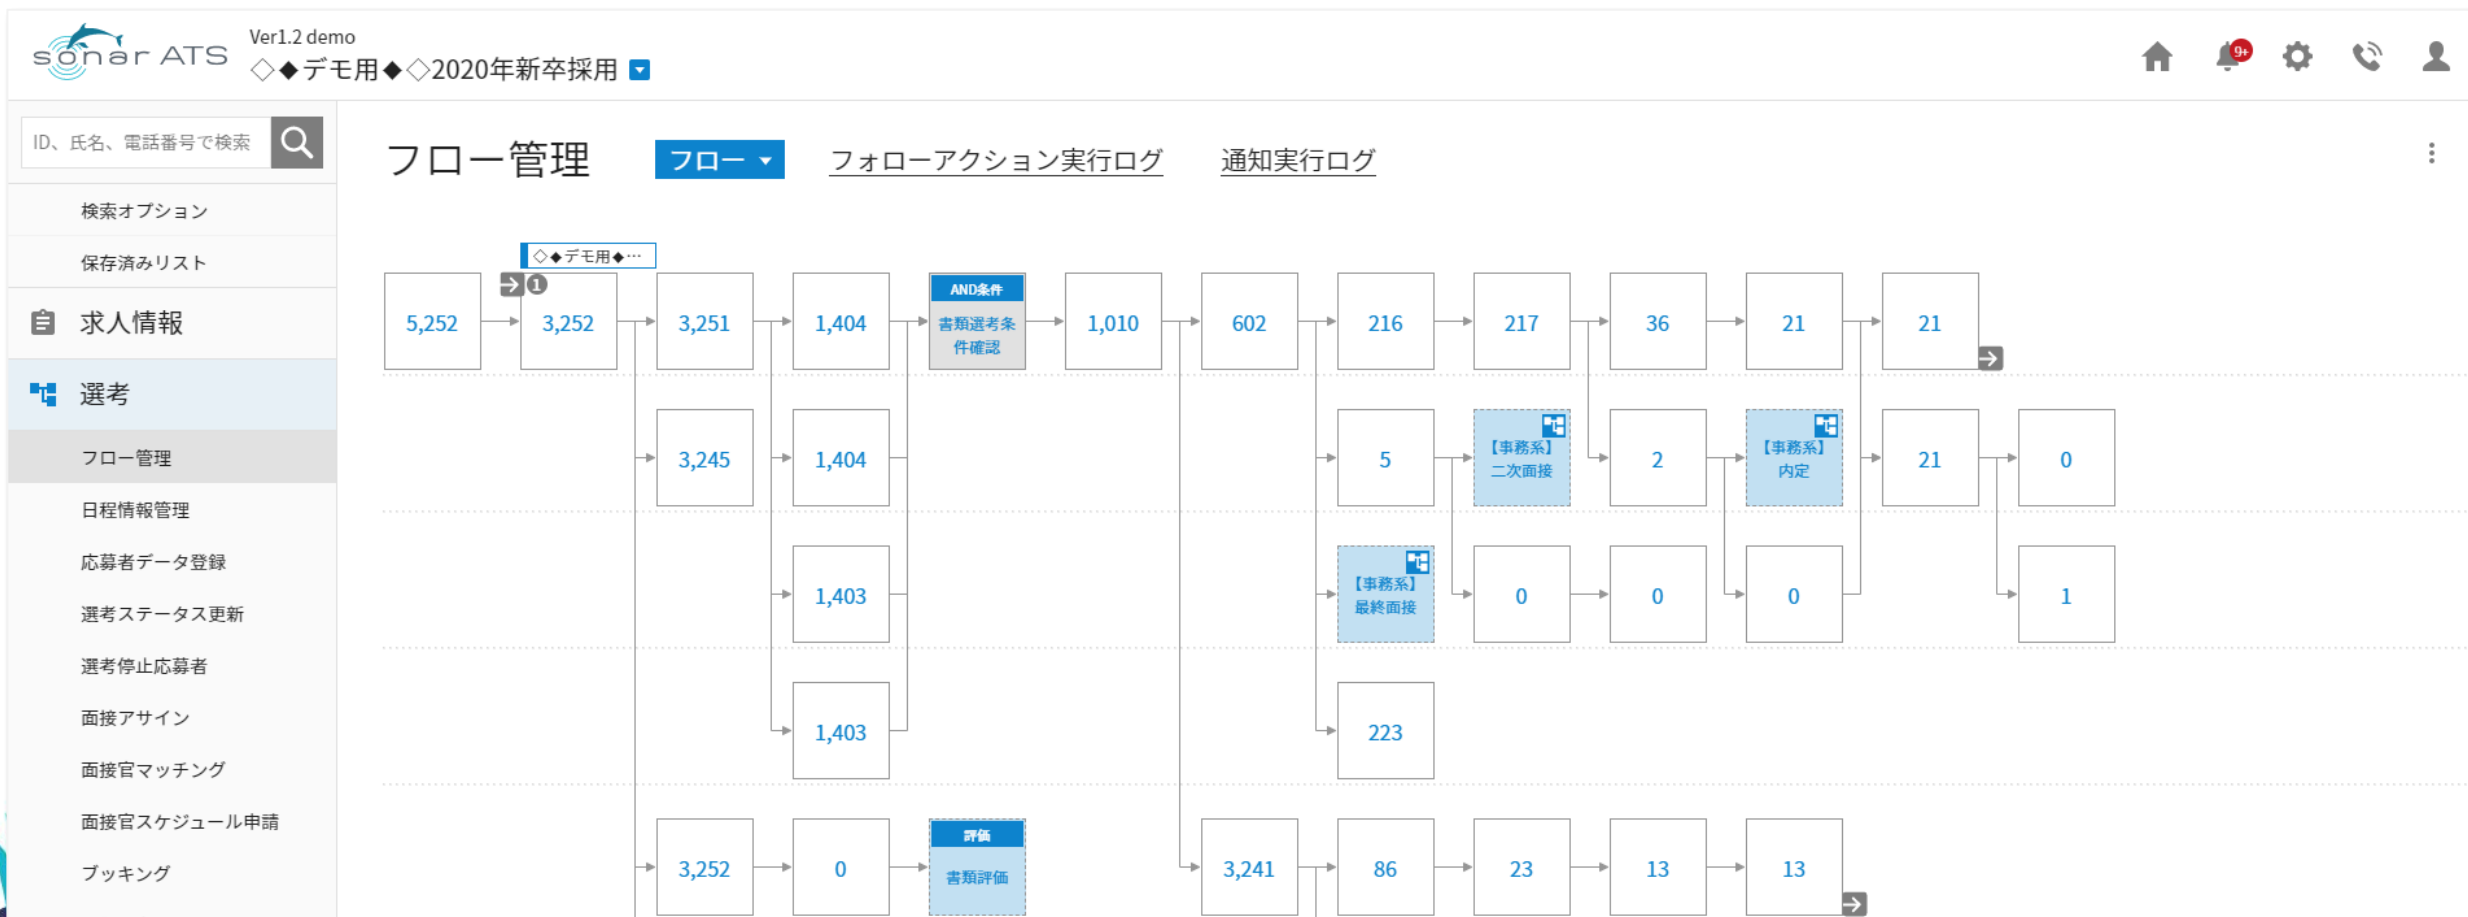 sonar ATS
Ver1.2 demo
◇◆デモ用◆◇2020年新卒採用
9+
ID、氏名、電話番号で検索
検索オプション
保存済みリスト
求人情報
選考
フロー管理
日程情報管理
応募者データ登録
選考ステータス更新
選考停止応募者
面接アサイン
面接官マッチング
面接官スケジュール申請
ブッキング
フロー管理
フロー
フォローアクション実行ログ
通知実行ログ
◇◆デモ用◆…
1
5,252
3,252
3,251
1,404
AND条件
書類選考条
件確認
1,010
602
216
217
36
21
21
3,245
1,404
5
【事務系】
二次面接
2
【事務系】
内定
21
0
1,403
【事務系】
最終面接
0
0
0
1
1,403
223
3,252
0
評価
書類評価
3,241
86
23
13
13